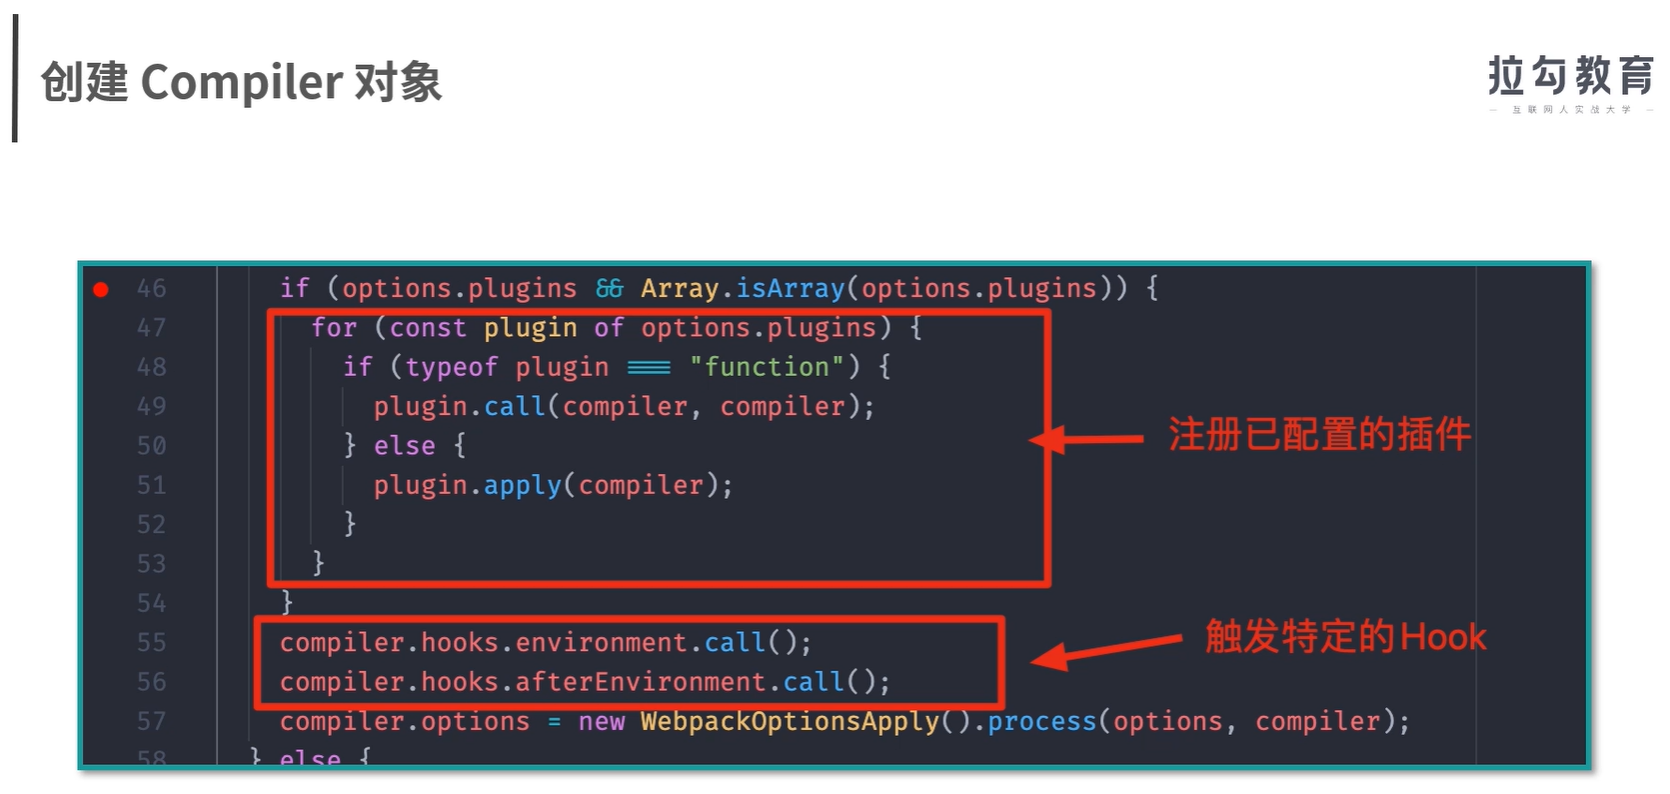 创建 Compiler 对象
拉勾教育
— 互联网人实战大学 —
46 if (options.plugins && Array.isArray(options.plugins)) {
47 for (const plugin of options.plugins) {
48 if (typeof plugin === "function") {
49 plugin.call(compiler, compiler);
50 } else {
51 plugin.apply(compiler);
52 }
53 }
54 }
55 compiler.hooks.environment.call();
56 compiler.hooks.afterEnvironment.call();
57 compiler.options = new WebpackOptionsApply().process(options, compiler);
58 } else {
注册已配置的插件
触发特定的Hook